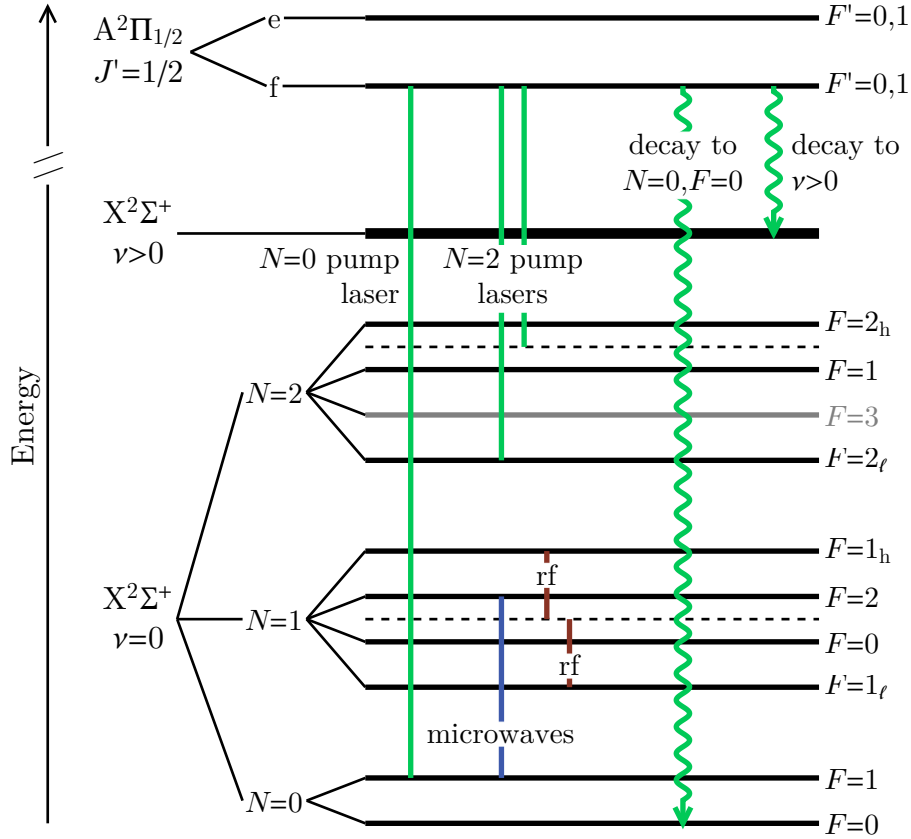 e
F'=0,1
A²Π₁/₂
J'=1/2
f
F'=0,1
decay to
N=0,F=0
decay to
ν>0
X²Σ⁺
ν>0
N=0 pump
laser
N=2 pump
lasers
F=2ₕ
N=2
F=1
F=3
F=2ℓ
Energy
F=1ₕ
rf
X²Σ⁺
ν=0
N=1
F=2
F=0
rf
F=1ℓ
microwaves
N=0
F=1
F=0